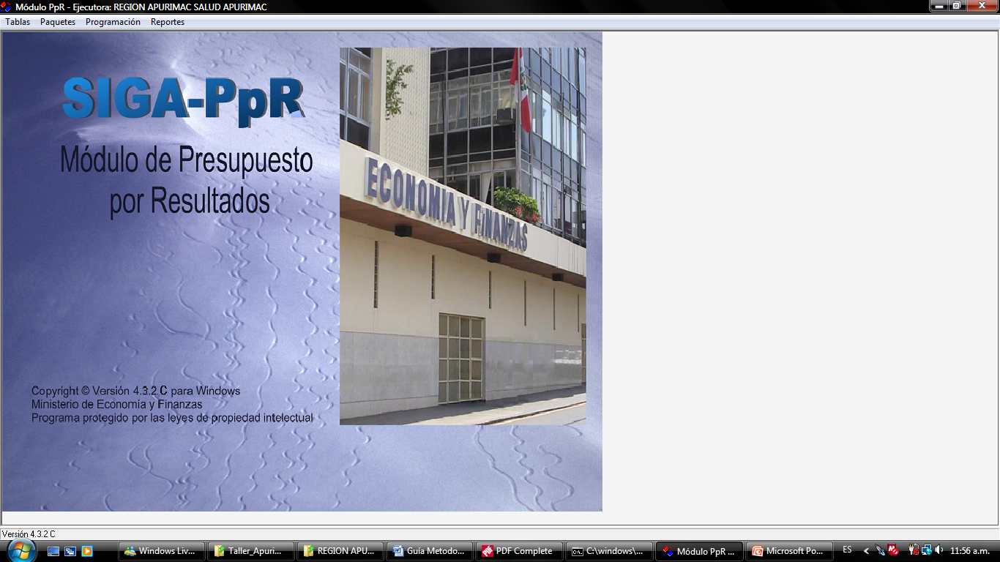 Módulo PpR - Ejecutora: REGION APURIMAC SALUD APURIMAC
Tablas Paquetes Programación Reportes
SIGA-PpR
Módulo de Presupuesto
por Resultados
ECONOMIA Y FINANZAS
Copyright © Versión 4.3.2.C para Windows
Ministerio de Economía y Finanzas
Programa protegido por las leyes de propiedad intelectual
Versión 4.3.2 C
Windows Liv... Taller_Apuri... REGION APU... Guía Metodo... PDF Complete C:\windows\... Módulo PpR ... Microsoft Po... ES 11:56 a.m.